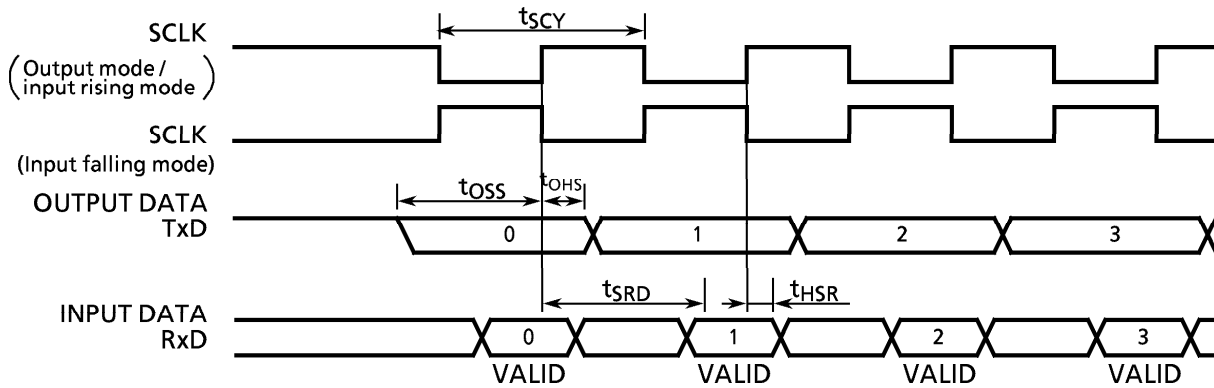 tSCY
SCLK
(Output mode /
input rising mode)
SCLK
(Input falling mode)
tOSS
tOHS
OUTPUT DATA
TxD
0 1 2 3
tSRD
tHSR
INPUT DATA
RxD
0 1 2 3
VALID VALID VALID VALID